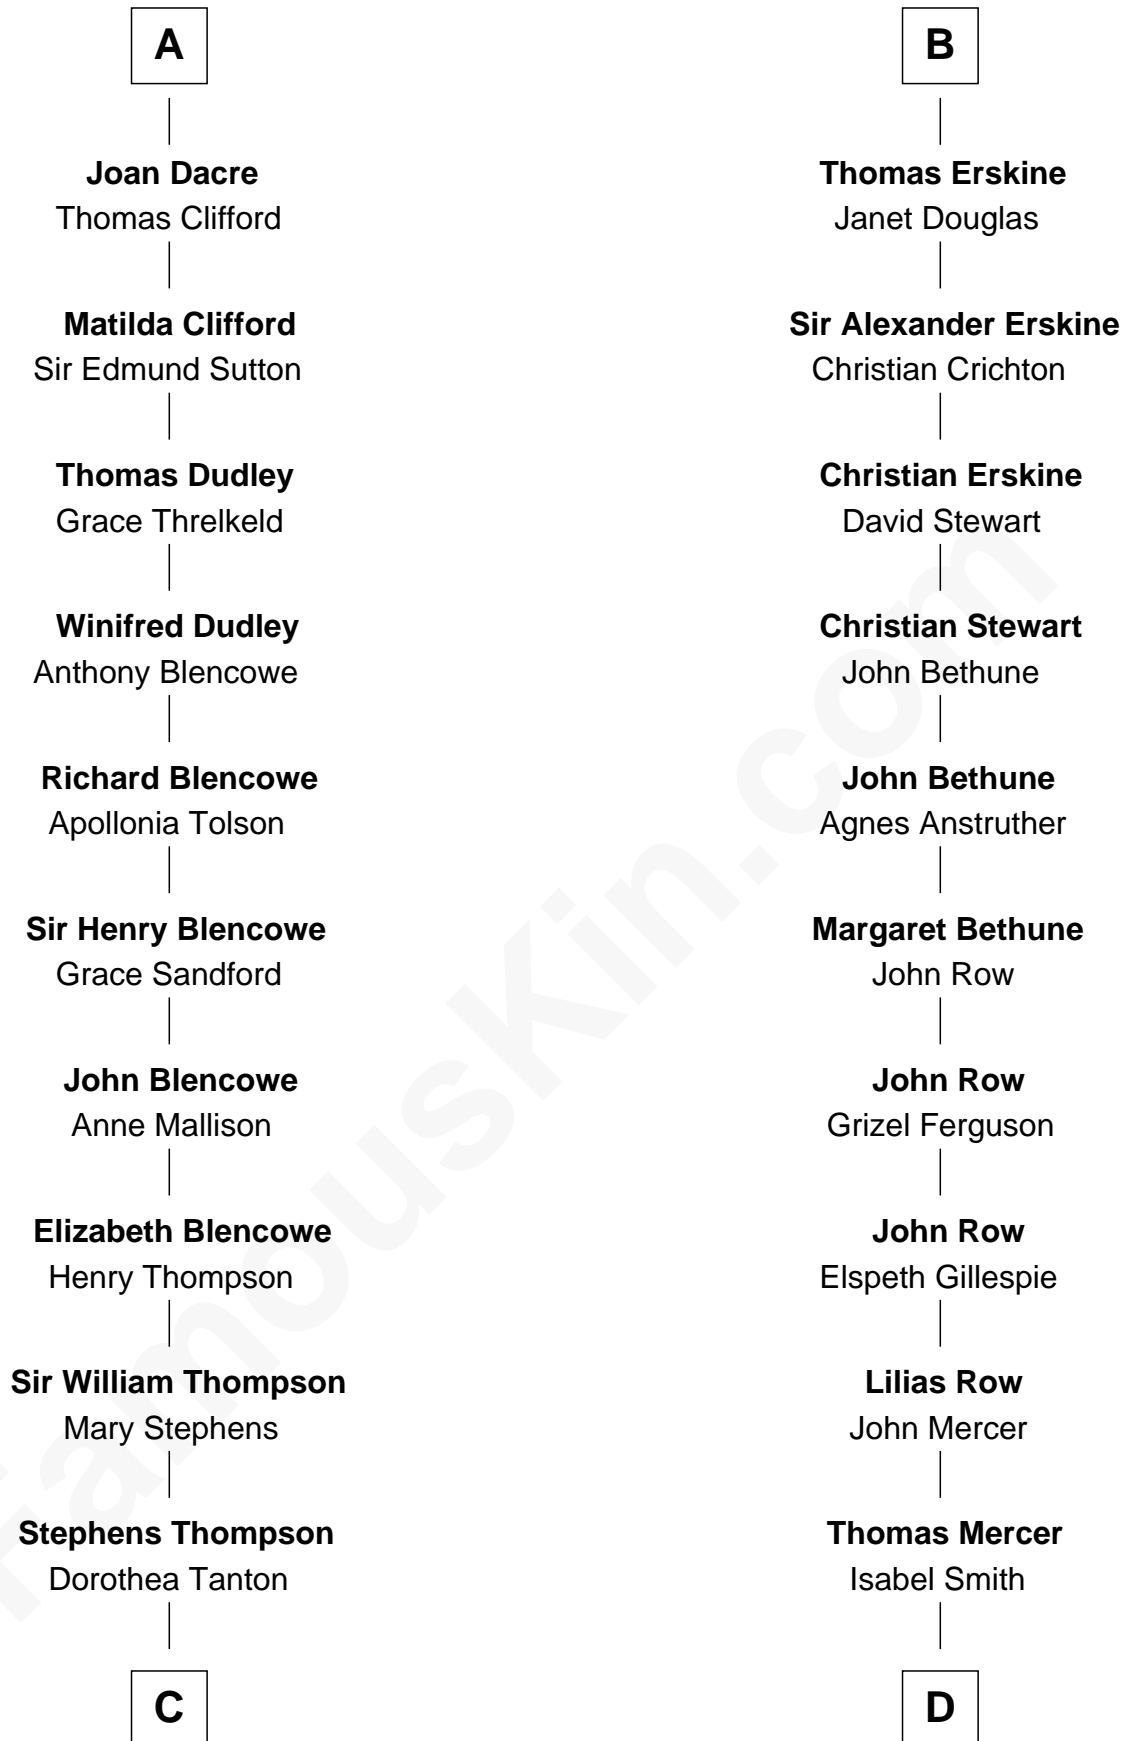 A
Joan Dacre
Thomas Clifford
Matilda Clifford
Sir Edmund Sutton
Thomas Dudley
Grace Threlkeld
Winifred Dudley
Anthony Blencowe
Richard Blencowe
Apollonia Tolson
Sir Henry Blencowe
Grace Sandford
John Blencowe
Anne Mallison
Elizabeth Blencowe
Henry Thompson
Sir William Thompson
Mary Stephens
Stephens Thompson
Dorothea Tanton
C
B
Thomas Erskine
Janet Douglas
Sir Alexander Erskine
Christian Crichton
Christian Erskine
David Stewart
Christian Stewart
John Bethune
John Bethune
Agnes Anstruther
Margaret Bethune
John Row
John Row
Grizel Ferguson
John Row
Elspeth Gillespie
Lilias Row
John Mercer
Thomas Mercer
Isabel Smith
D
FamousKin.com